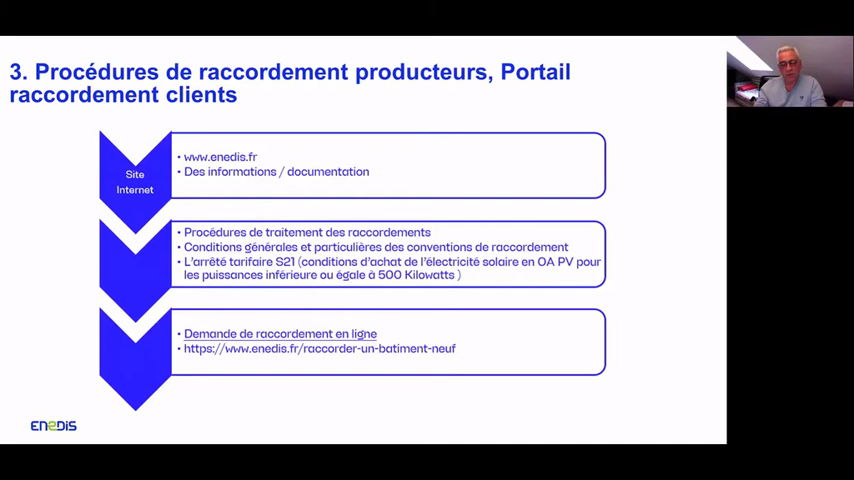 3. Procédures de raccordement producteurs, Portail
raccordement clients
Site
Internet
• www.enedis.fr
• Des informations / documentation
• Procédures de traitement des raccordements
• Conditions générales et particulières des conventions de raccordement
• L'arrêté tarifaire S21 (conditions d'achat de l'électricité solaire en OA PV pour
les puissances inférieure ou égale à 500 Kilowatts )
• Demande de raccordement en ligne
• https://www.enedis.fr/raccorder-un-batiment-neuf
ENEDIS